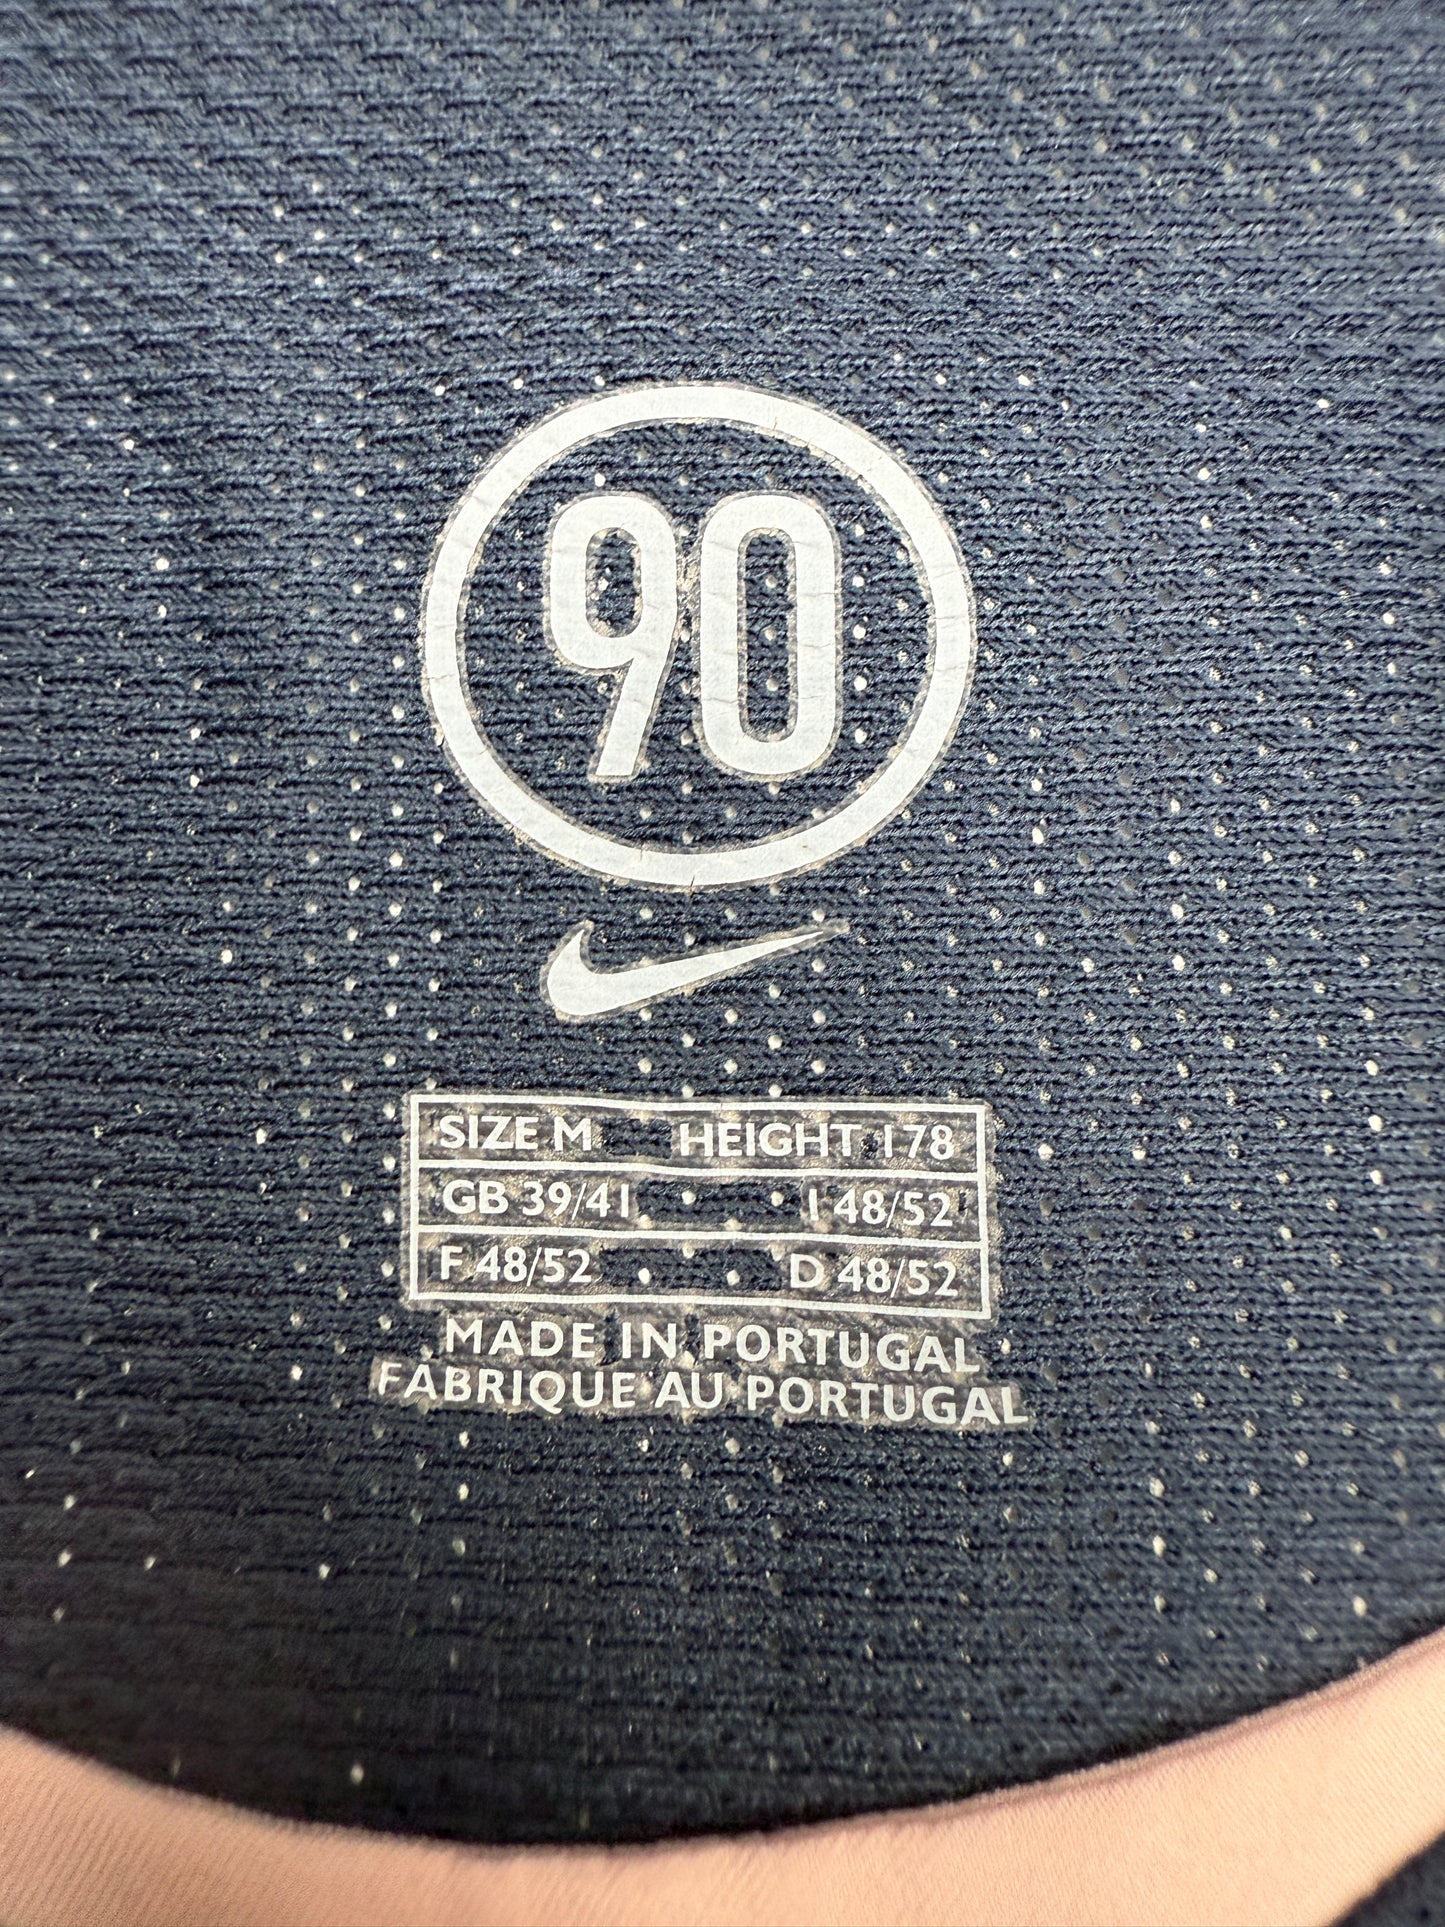 90
SIZE M HEIGHT 178
GB 39/41 I 48/52
F 48/52 D 48/52
MADE IN PORTUGAL
FABRIQUE AU PORTUGAL